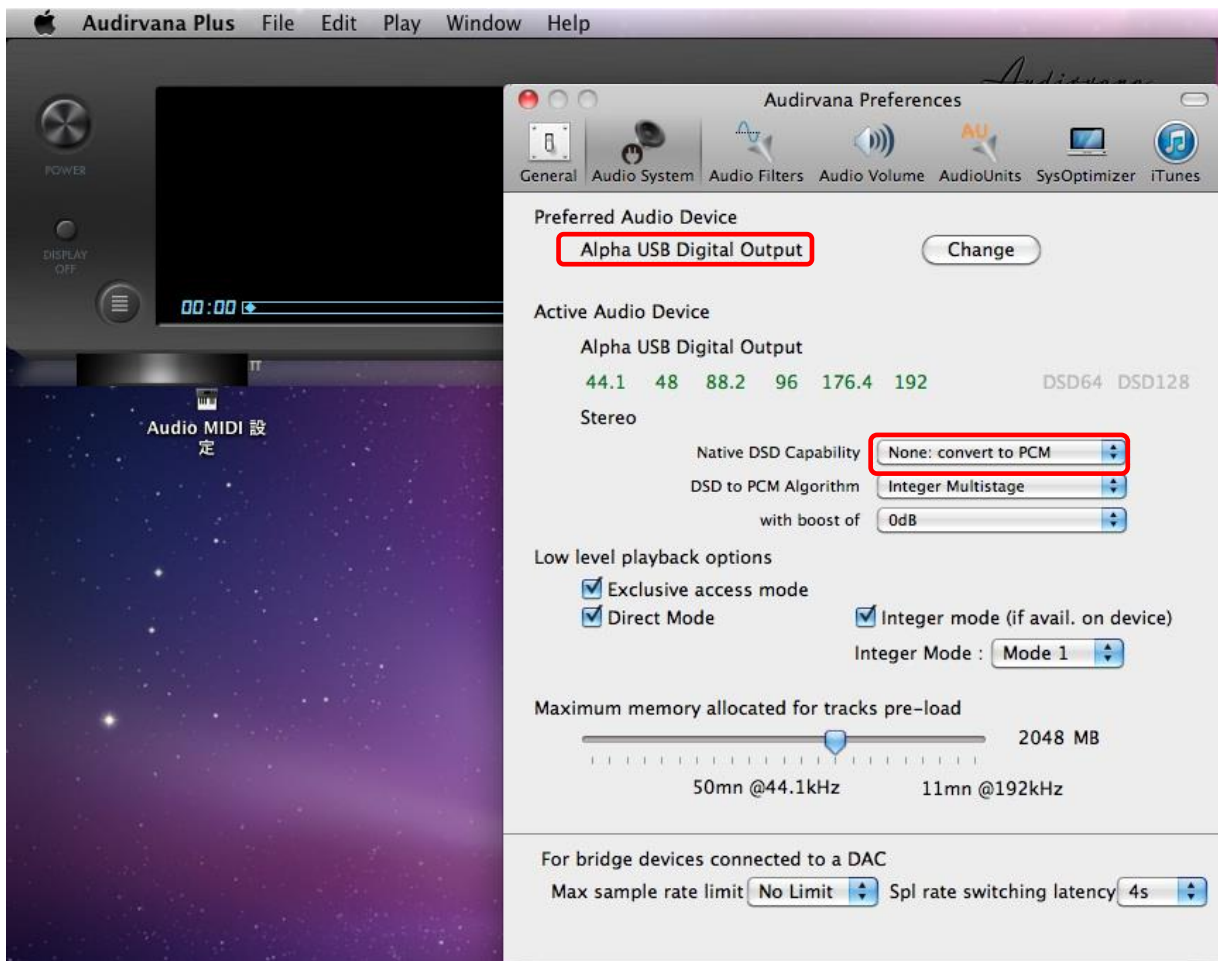 Audirvana Plus File Edit Play Window Help
Audirvana
POWER
DISPLAY
OFF
00:00
Audio MIDI 設
定
Audirvana Preferences
General Audio System Audio Filters Audio Volume AudioUnits SysOptimizer iTunes
Preferred Audio Device
Alpha USB Digital Output Change
Active Audio Device
Alpha USB Digital Output
44.1 48 88.2 96 176.4 192 DSD64 DSD128
Stereo
Native DSD Capability None: convert to PCM
DSD to PCM Algorithm Integer Multistage
with boost of 0dB
Low level playback options
Exclusive access mode
Direct Mode Integer mode (if avail. on device)
Integer Mode : Mode 1
Maximum memory allocated for tracks pre-load
2048 MB
50mn @44.1kHz 11mn @192kHz
For bridge devices connected to a DAC
Max sample rate limit No Limit Spl rate switching latency 4s